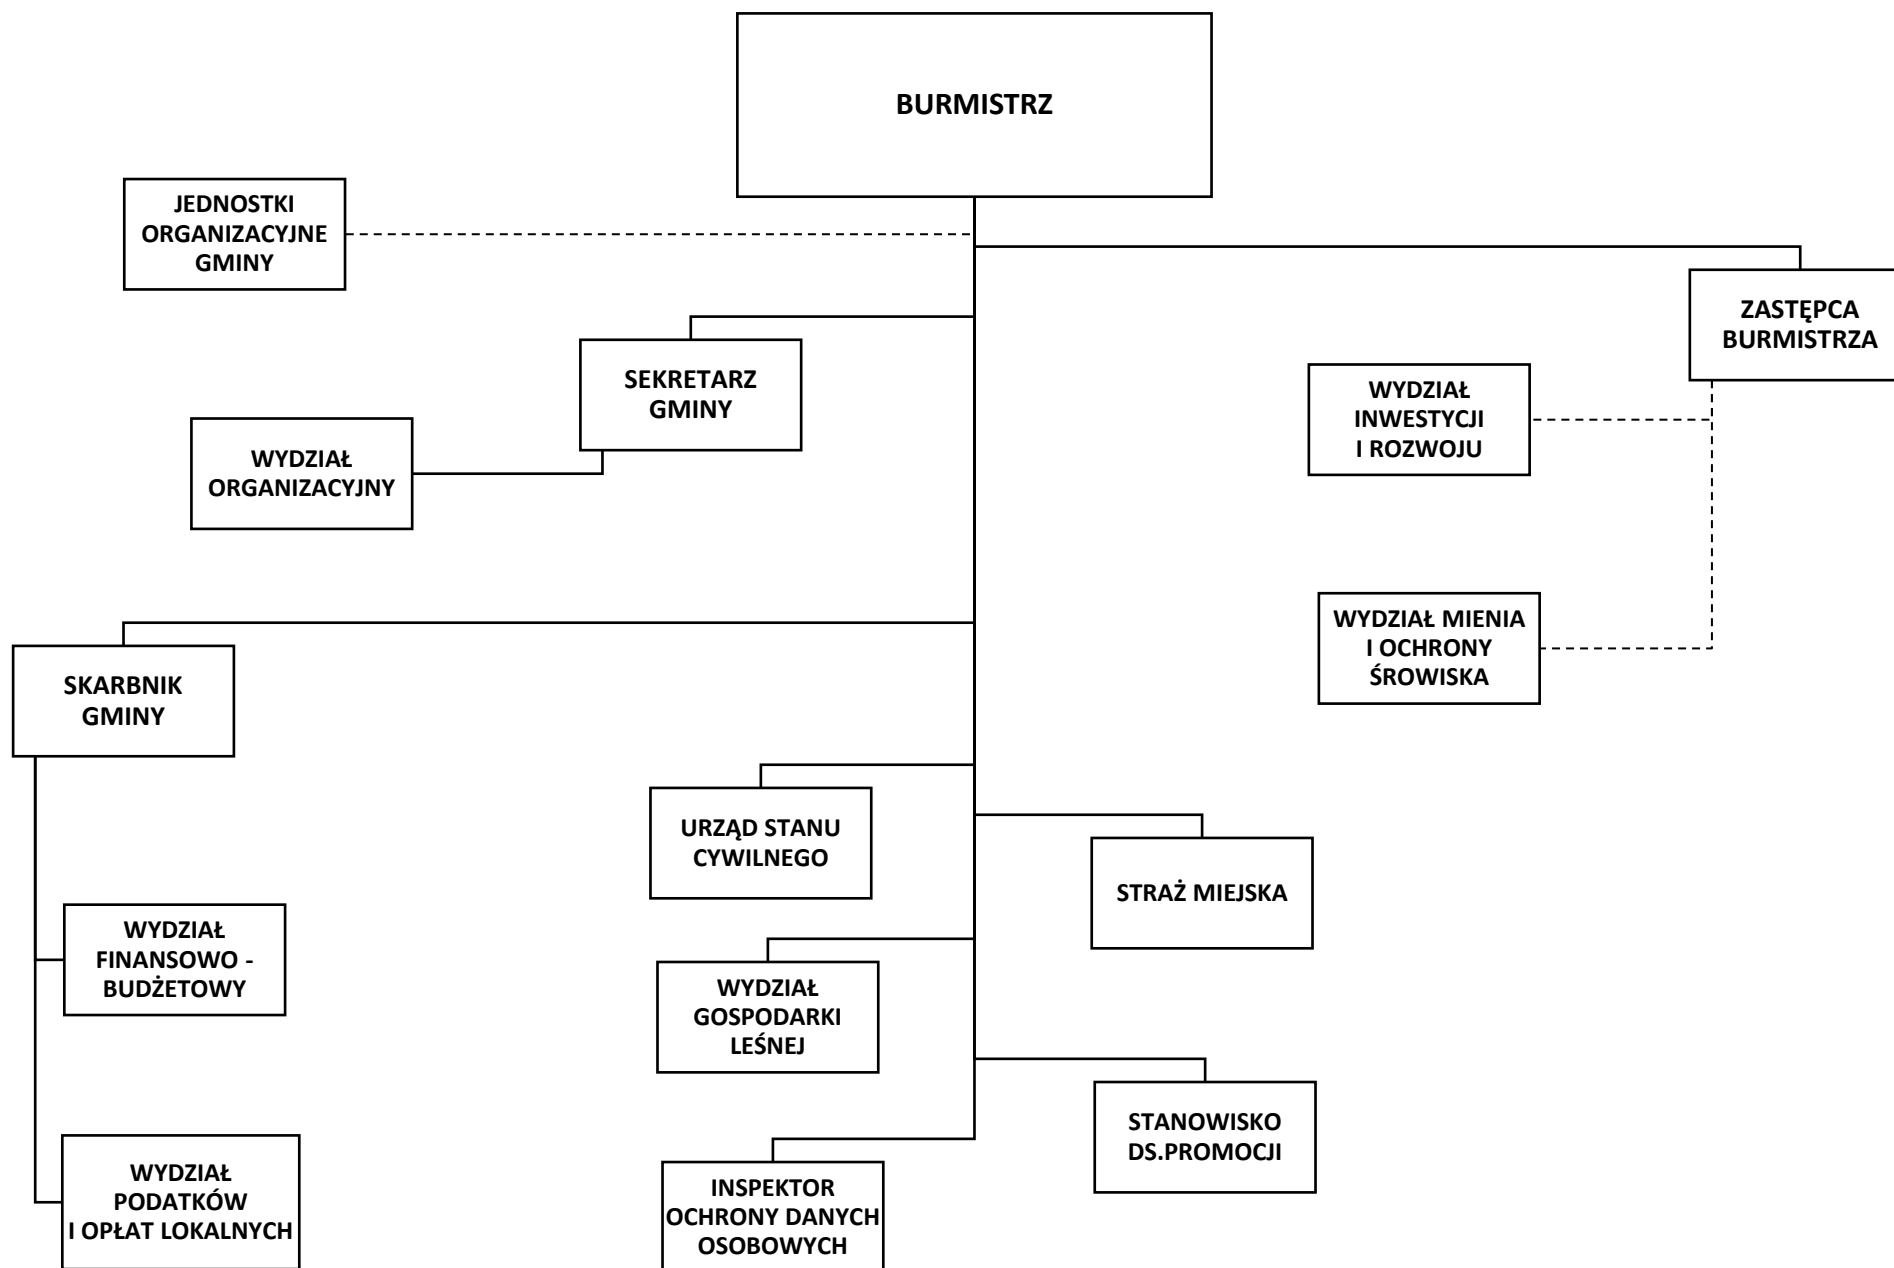 BURMISTRZ
JEDNOSTKI
ORGANIZACYJNE
GMINY
ZASTĘPCA
BURMISTRZA
SEKRETARZ
GMINY
WYDZIAŁ
INWESTYCJI
I ROZWOJU
WYDZIAŁ
ORGANIZACYJNY
WYDZIAŁ MIENIA
I OCHRONY
ŚROWISKA
SKARBNIK
GMINY
URZĄD STANU
CYWILNEGO
STRAŻ MIEJSKA
WYDZIAŁ
FINANSOWO -
BUDŻETOWY
WYDZIAŁ
GOSPODARKI
LEŚNEJ
STANOWISKO
DS.PROMOCJI
WYDZIAŁ
PODATKÓW
I OPŁAT LOKALNYCH
INSPEKTOR
OCHRONY DANYCH
OSOBOWYCH